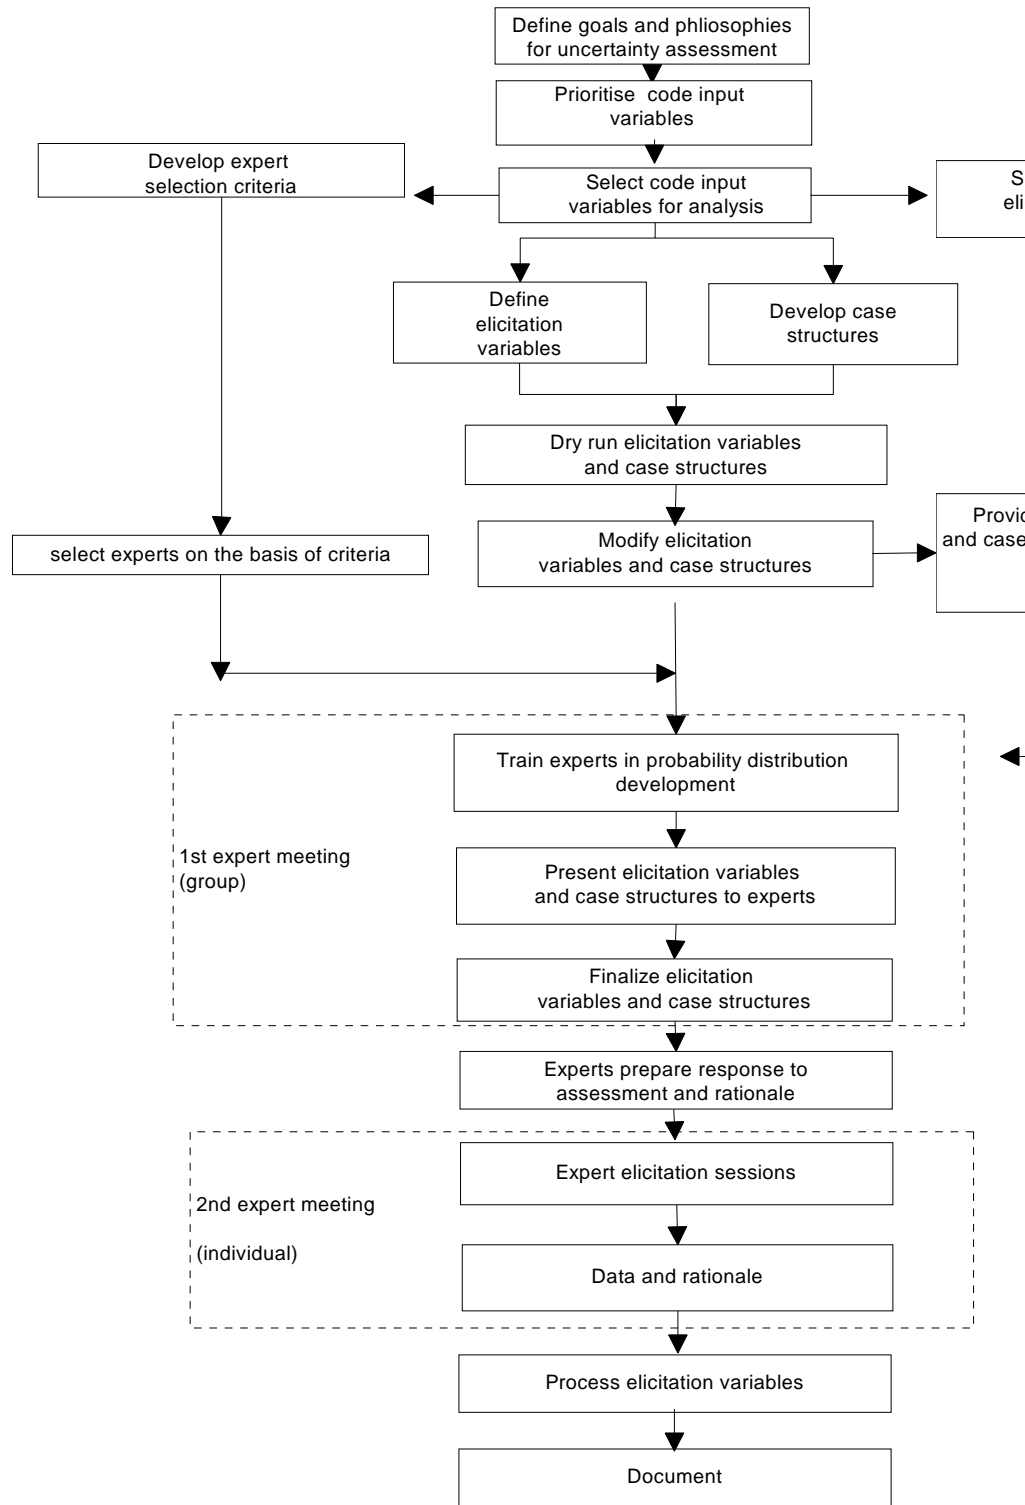 Define goals and phliosophies
for uncertainty assessment
Prioritise code input
variables
Develop expert
selection criteria
Select code input
variables for analysis
Define
elicitation
variables
Develop case
structures
Dry run elicitation variables
and case structures
select experts on the basis of criteria
Modify elicitation
variables and case structures
and case
Train experts in probability distribution
development
1st expert meeting
(group)
Present elicitation variables
and case structures to experts
Finalize elicitation
variables and case structures
Experts prepare response to
assessment and rationale
Expert elicitation sessions
2nd expert meeting
(individual)
Data and rationale
Process elicitation variables
Document